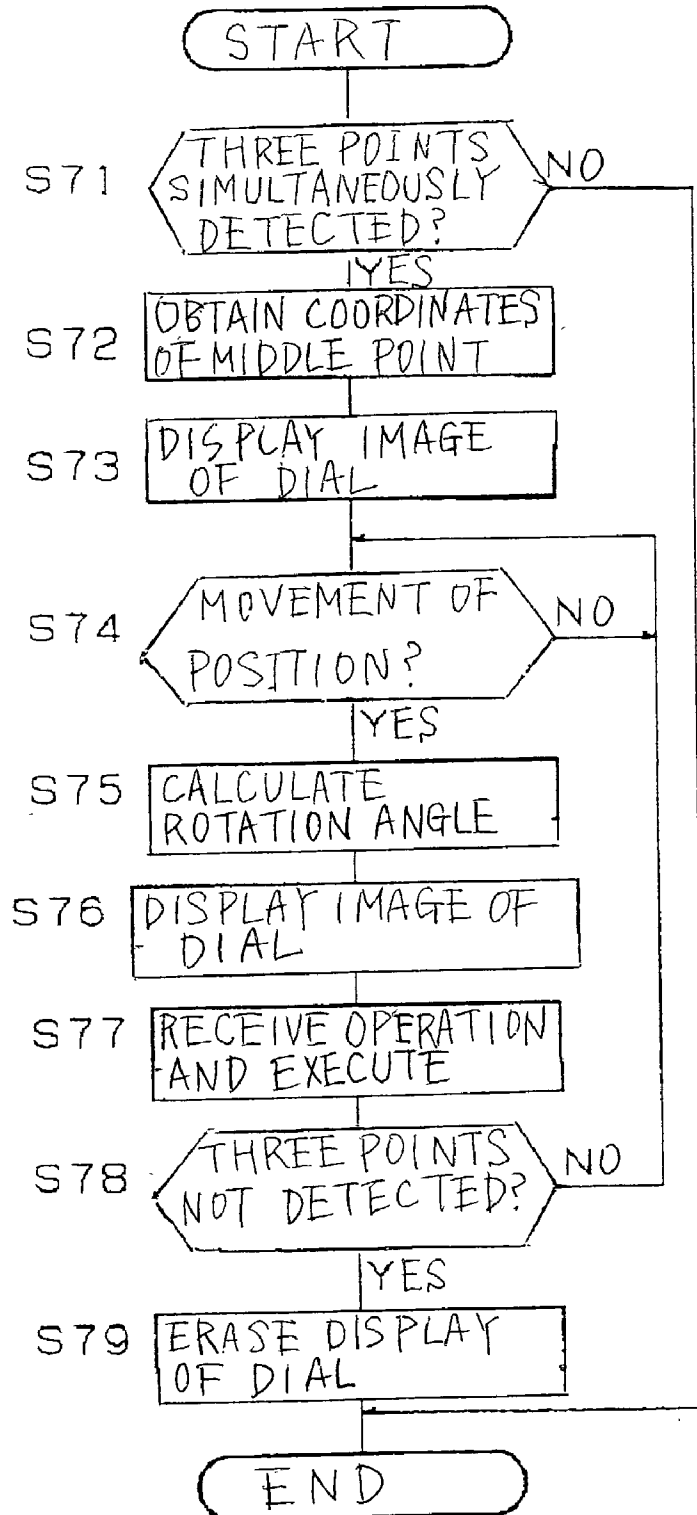 START
S71
THREE POINTS
SIMULTANEOUSLY
DETECTED?
NO
YES
S72
OBTAIN COORDINATES
OF MIDDLE POINT
S73
DISPLAY IMAGE
OF DIAL
S74
MOVEMENT OF
POSITION?
NO
YES
S75
CALCULATE
ROTATION ANGLE
S76
DISPLAY IMAGE OF
DIAL
S77
RECEIVE OPERATION
AND EXECUTE
S78
THREE POINTS
NOT DETECTED?
NO
YES
S79
ERASE DISPLAY
OF DIAL
END